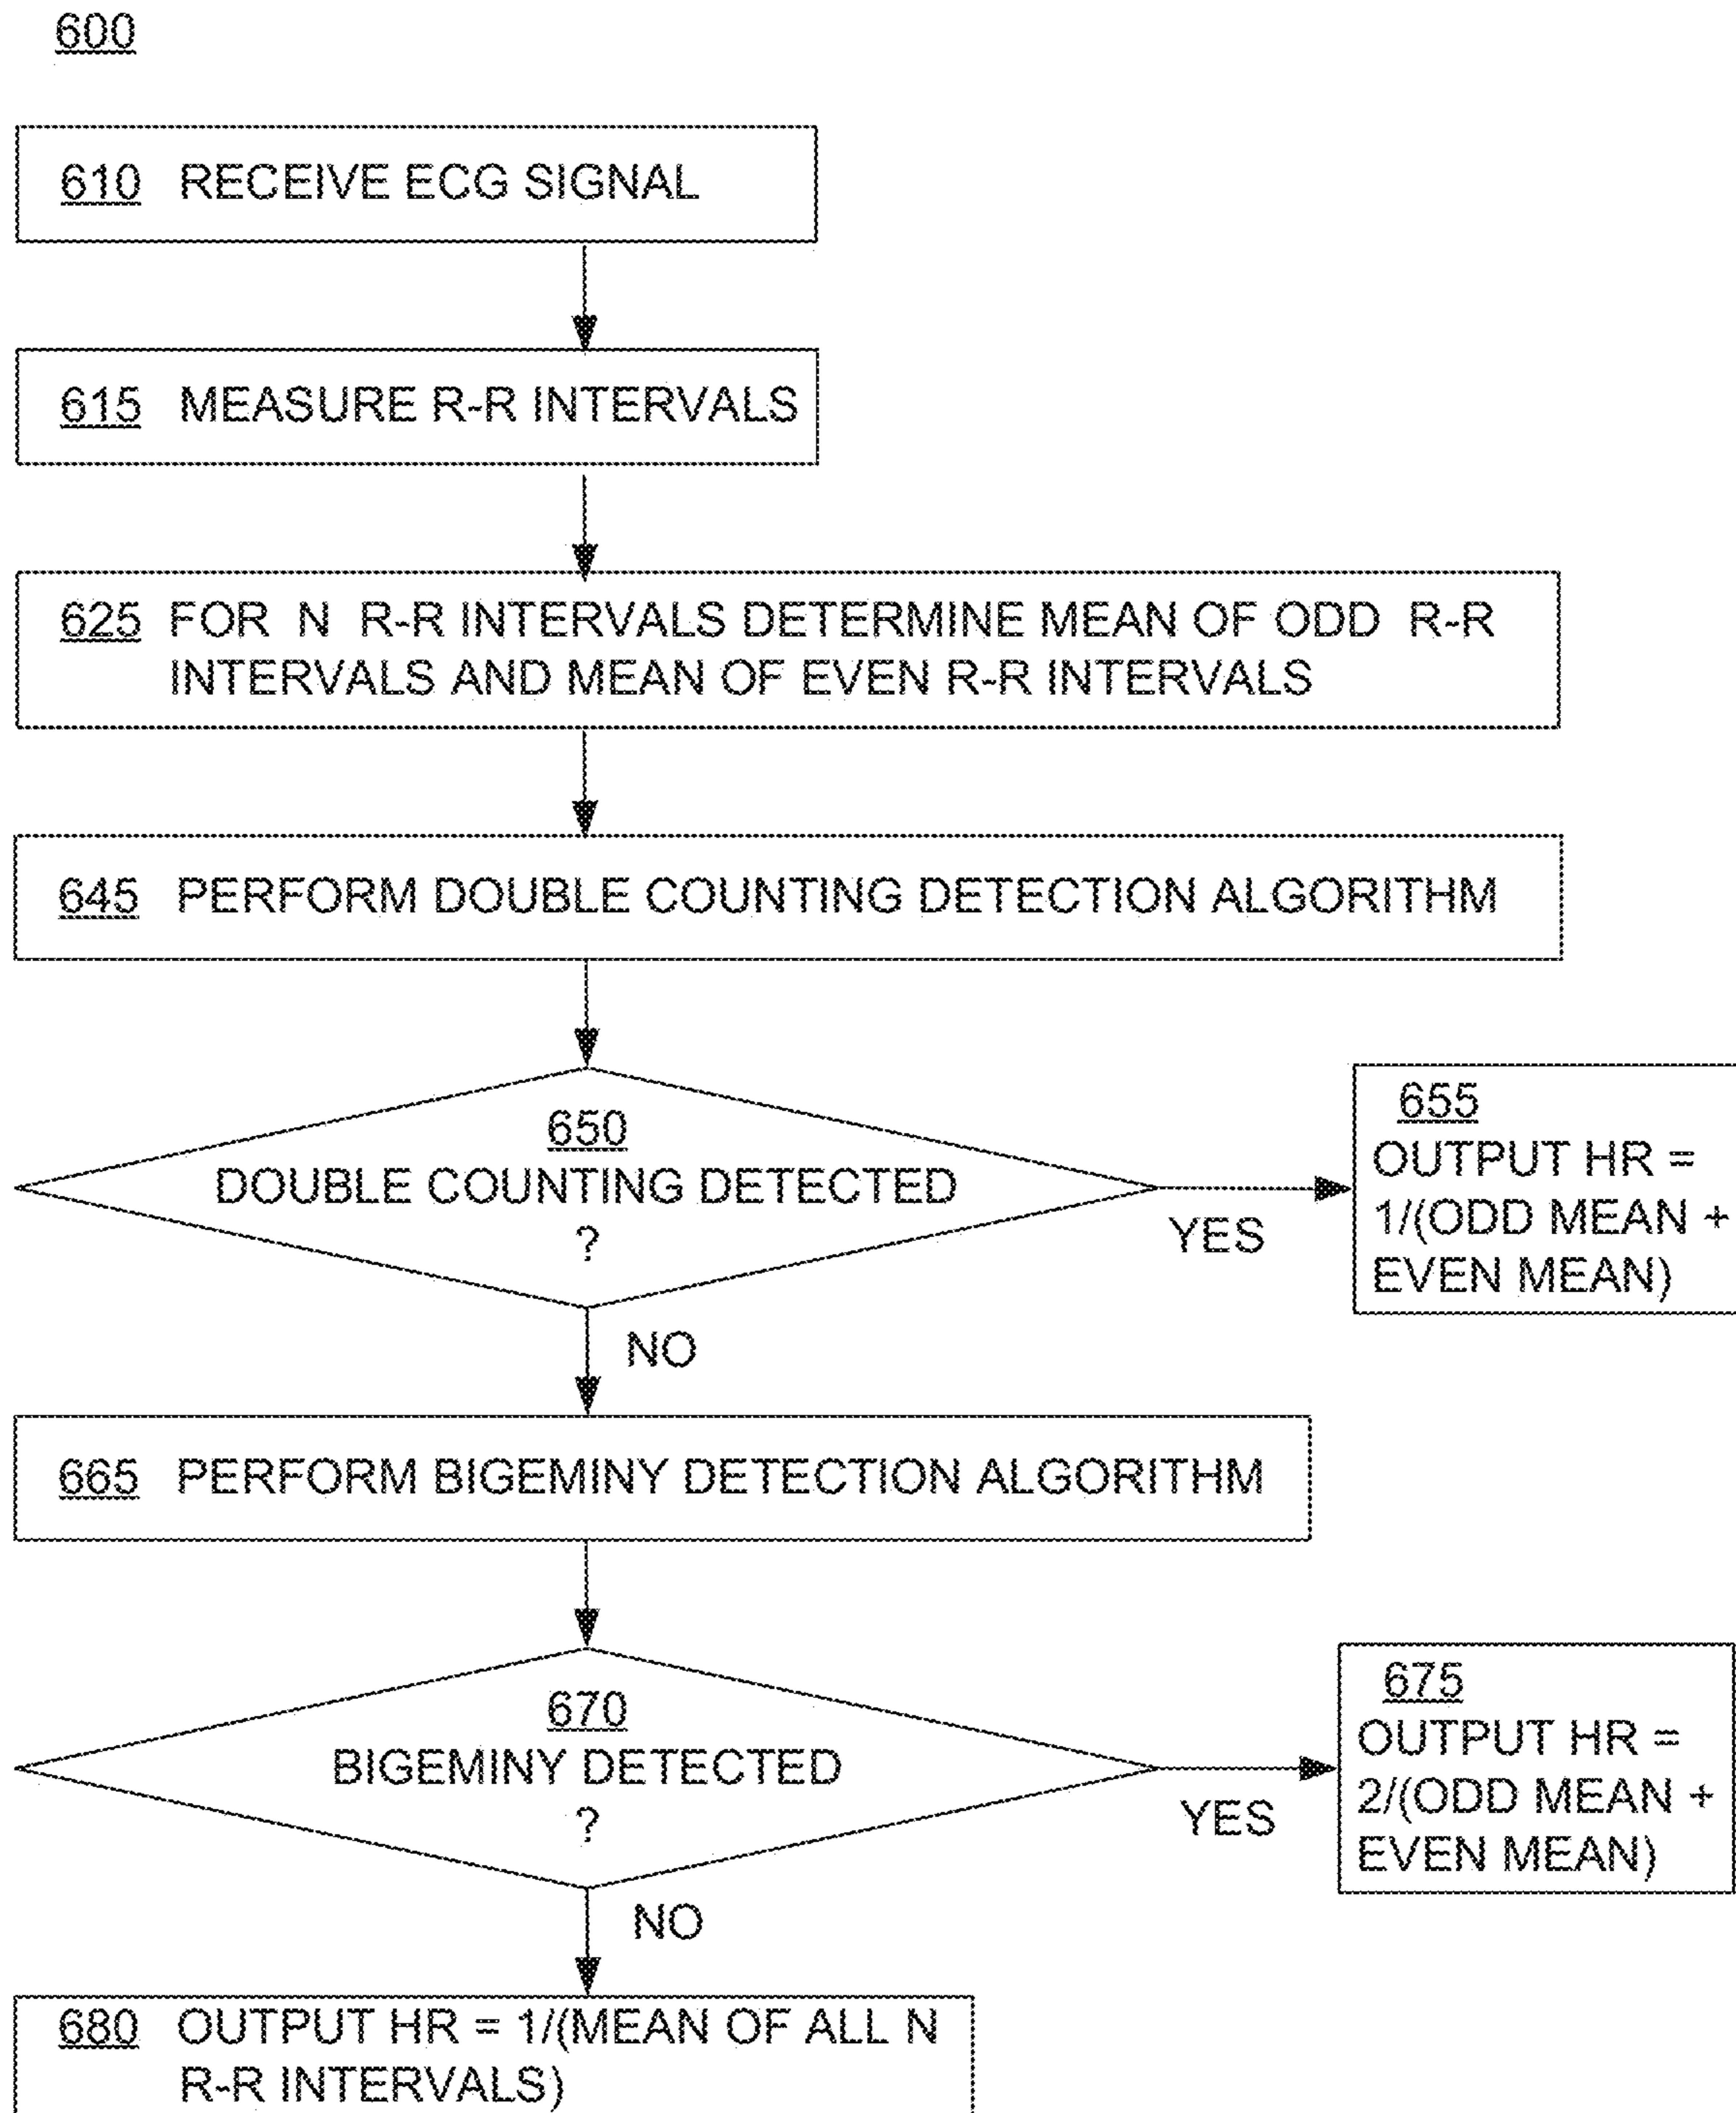 600
610 RECEIVE ECG SIGNAL
615 MEASURE R-R INTERVALS
625 FOR N R-R INTERVALS DETERMINE MEAN OF ODD R-R
INTERVALS AND MEAN OF EVEN R-R INTERVALS
645 PERFORM DOUBLE COUNTING DETECTION ALGORITHM
650
DOUBLE COUNTING DETECTED
?
YES
655
OUTPUT HR =
1/(ODD MEAN +
EVEN MEAN)
NO
665 PERFORM BIGEMINY DETECTION ALGORITHM
670
BIGEMINY DETECTED
?
YES
675
OUTPUT HR =
2/(ODD MEAN +
EVEN MEAN)
NO
680 OUTPUT HR = 1/(MEAN OF ALL N
R-R INTERVALS)